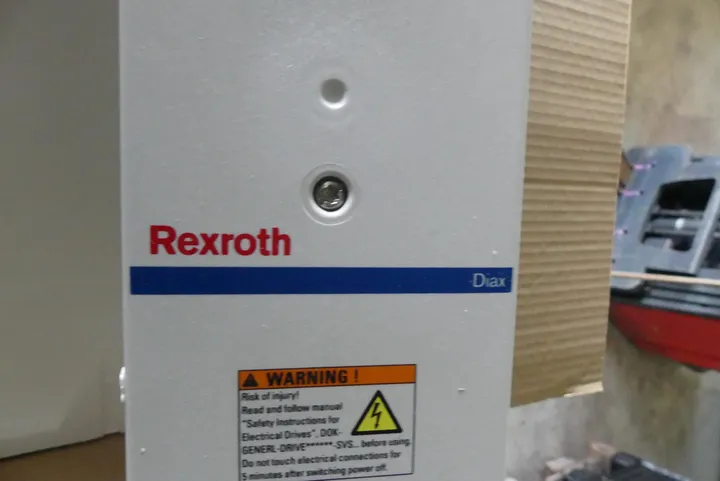 Rexroth
Diax
WARNING !
Risk of injury!
Read and follow manual
"Safety Instructions for
Electrical Drives", DOK-
GENERL-DRIVE******-SVS... before using.
Do not touch electrical connections for
5 minutes after switching power off.